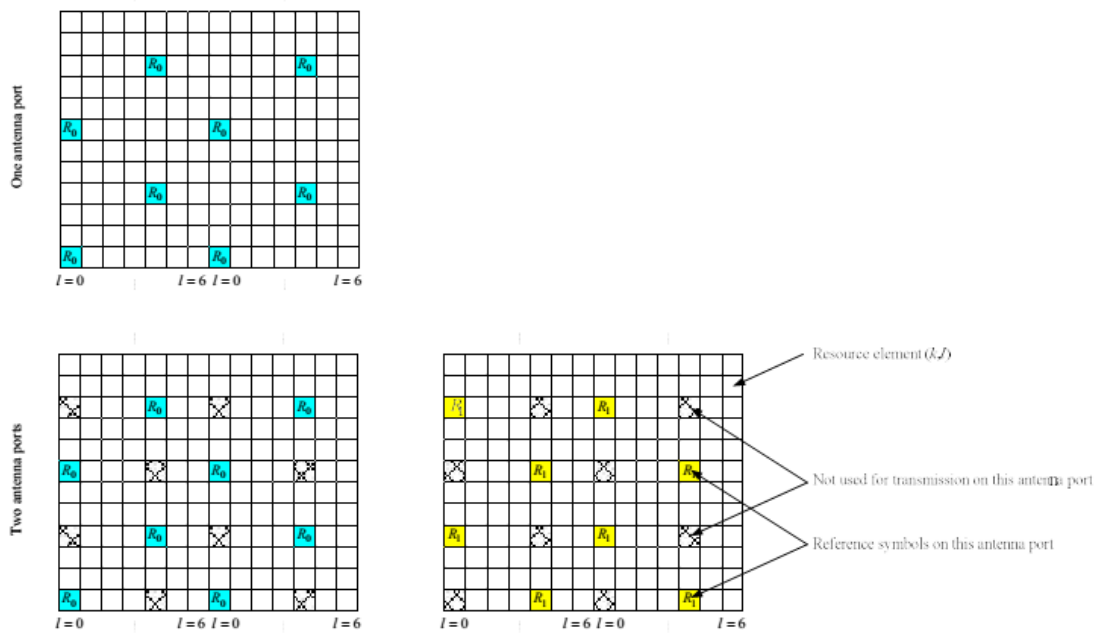 One antenna port
R₀ R₀
R₀ R₀
R₀ R₀
R₀ R₀
l = 0 l = 6 l = 0 l = 6
Two antenna ports
R₀ R₀
R₀ R₀
R₀ R₀
R₀ R₀
l = 0 l = 6 l = 0 l = 6
R₁ R₁
R₁ R₁
R₁ R₁
R₁ R₁
l = 0 l = 6 l = 0 l = 6
Resource element (k,l)
Not used for transmission on this antenna port
Reference symbols on this antenna port